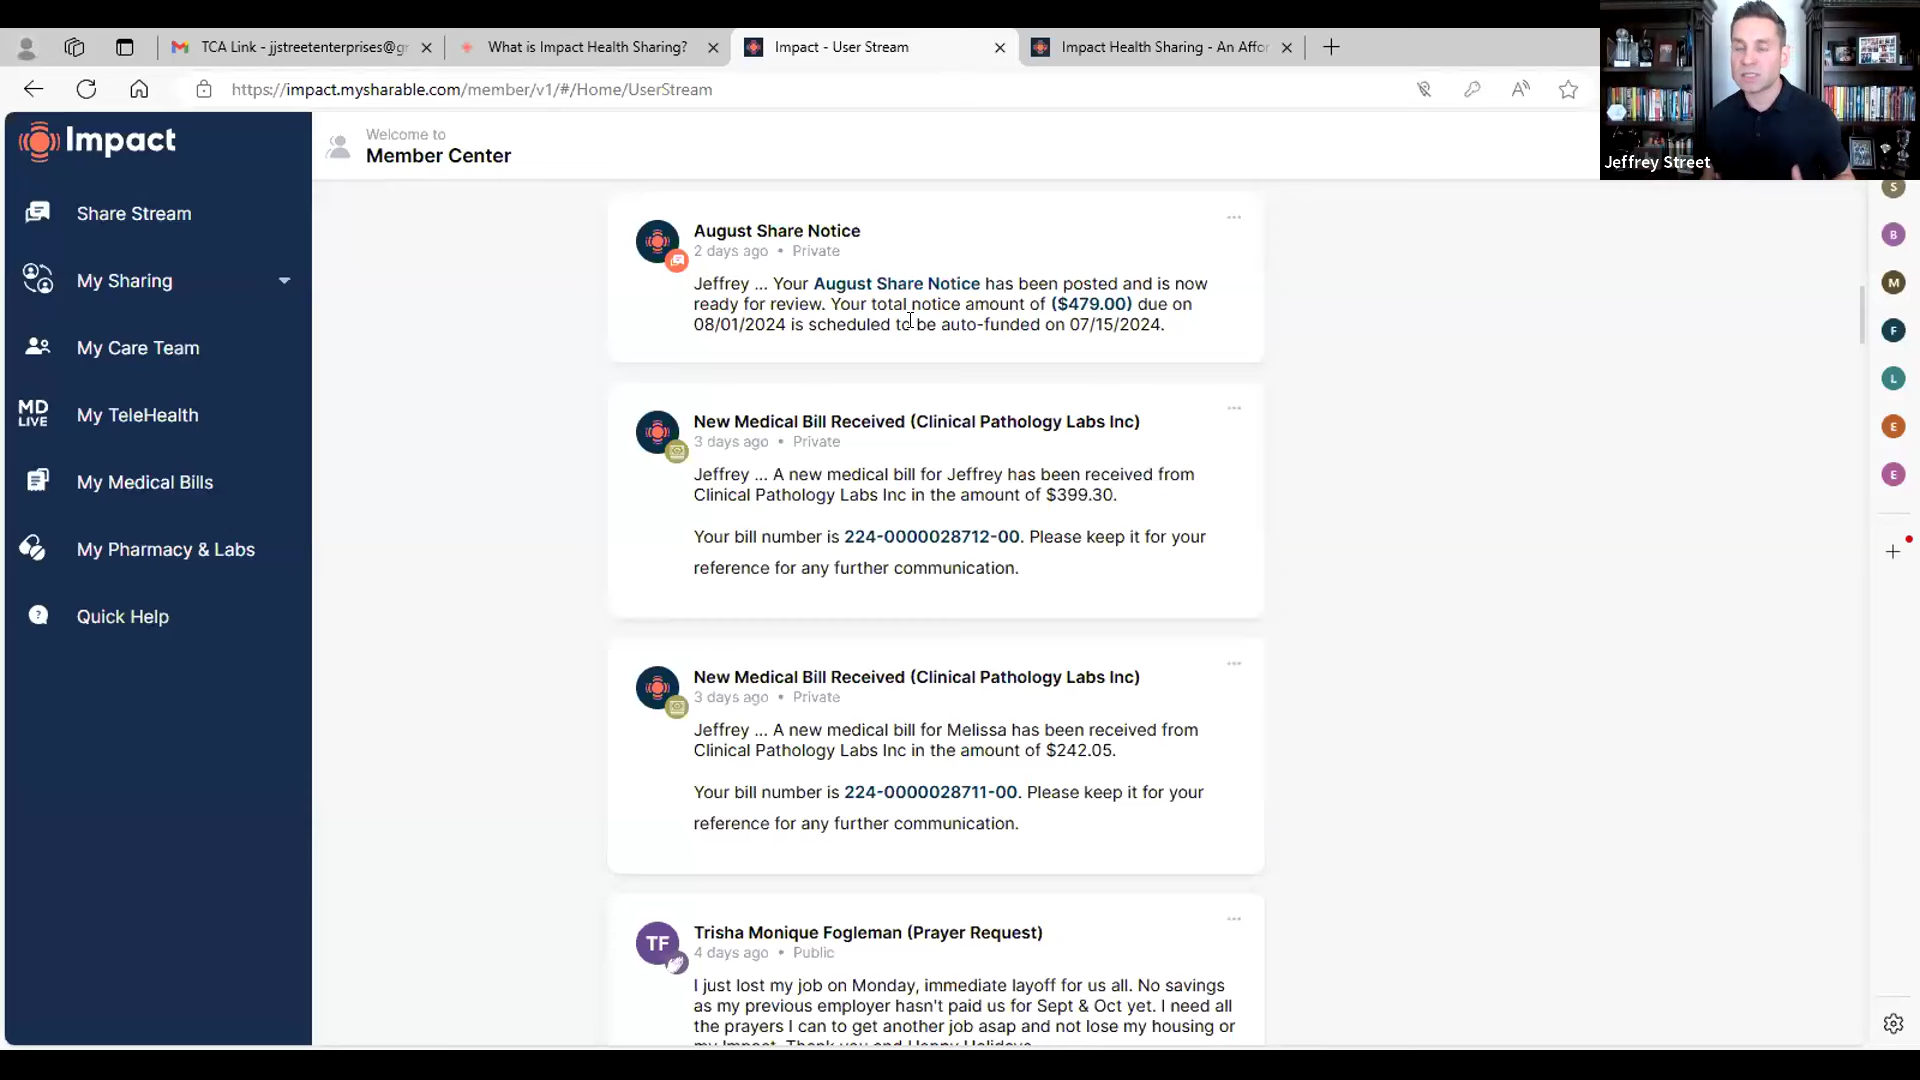 TCA Link - jjstreetenterprises@gr
What is Impact Health Sharing?
Impact - User Stream
Impact Health Sharing - An Affor
https://impact.mysharable.com/member/v1/#/Home/UserStream
Jeffrey Street
Impact
Share Stream
My Sharing
My Care Team
MD LIVE
My TeleHealth
My Medical Bills
My Pharmacy & Labs
Quick Help
Welcome to
Member Center
August Share Notice
2 days ago • Private
Jeffrey ... Your August Share Notice has been posted and is now
ready for review. Your total notice amount of ($479.00) due on
08/01/2024 is scheduled to be auto-funded on 07/15/2024.
New Medical Bill Received (Clinical Pathology Labs Inc)
3 days ago • Private
Jeffrey ... A new medical bill for Jeffrey has been received from
Clinical Pathology Labs Inc in the amount of $399.30.
Your bill number is 224-0000028712-00. Please keep it for your
reference for any further communication.
New Medical Bill Received (Clinical Pathology Labs Inc)
3 days ago • Private
Jeffrey ... A new medical bill for Melissa has been received from
Clinical Pathology Labs Inc in the amount of $242.05.
Your bill number is 224-0000028711-00. Please keep it for your
reference for any further communication.
TF
Trisha Monique Fogleman (Prayer Request)
4 days ago • Public
I just lost my job on Monday, immediate layoff for us all. No savings
as my previous employer hasn't paid us for Sept & Oct yet. I need all
the prayers I can to get another job asap and not lose my housing or
my Impact. Thank you and Happy Holidays
S
B
M
F
L
E
E